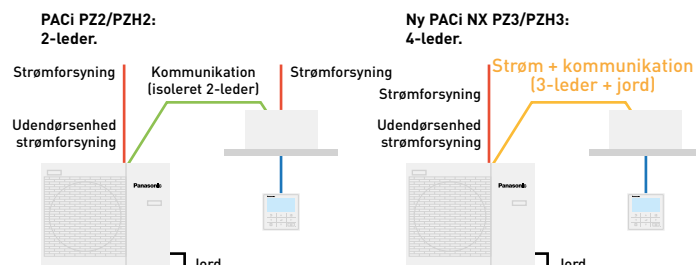 PACi PZ2/PZH2:
2-leder.
Strømforsyning
Kommunikation
(isoleret 2-leder)
Strømforsyning
Udendørsenhed
strømforsyning
Panasonic
Jord
Ny PACi NX PZ3/PZH3:
4-leder.
Strøm + kommunikation
(3-leder + jord)
Strømforsyning
Udendørsenhed
strømforsyning
Panasonic
Jord